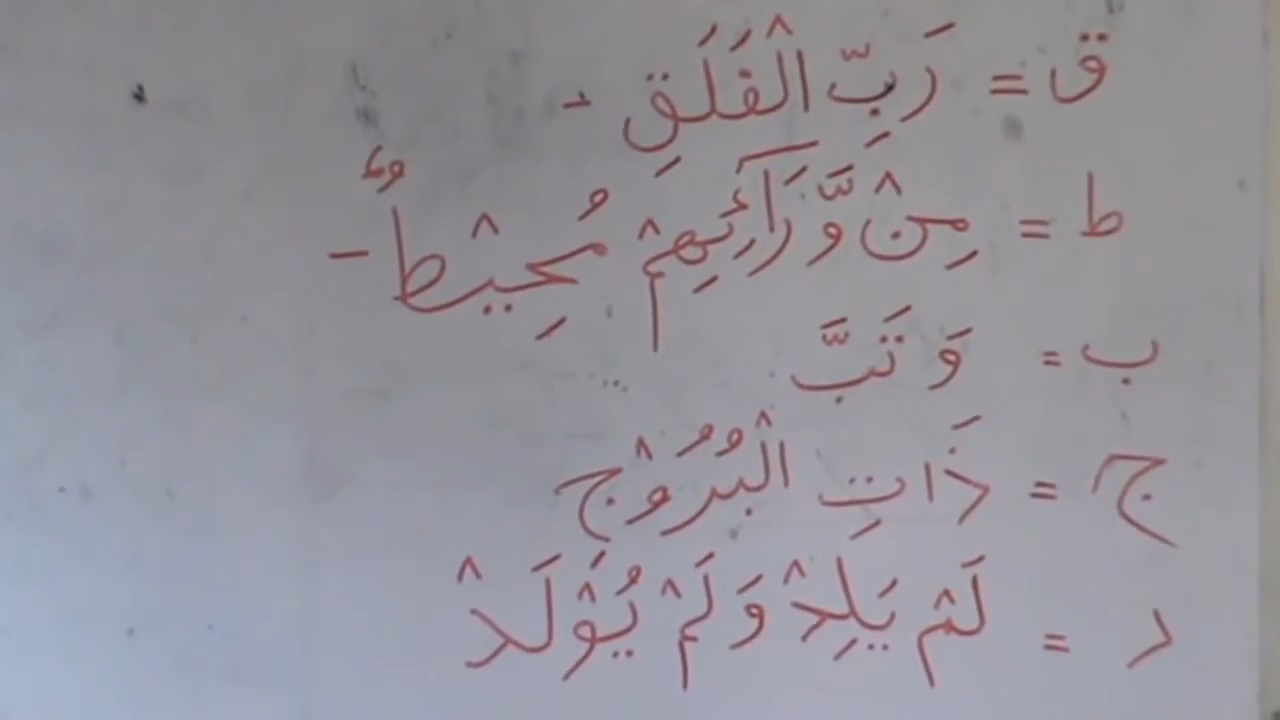 ق = رَبِّ الْفَلَقِ -
ط = مِنْ وَّرَآئِهِمْ مُحِيْطٌ -
ب = وَتَبَّ
ج = ذَاتِ الْبُرُوْج
د = لَمْ يَلِدْ وَلَمْ يُوْلَدْ